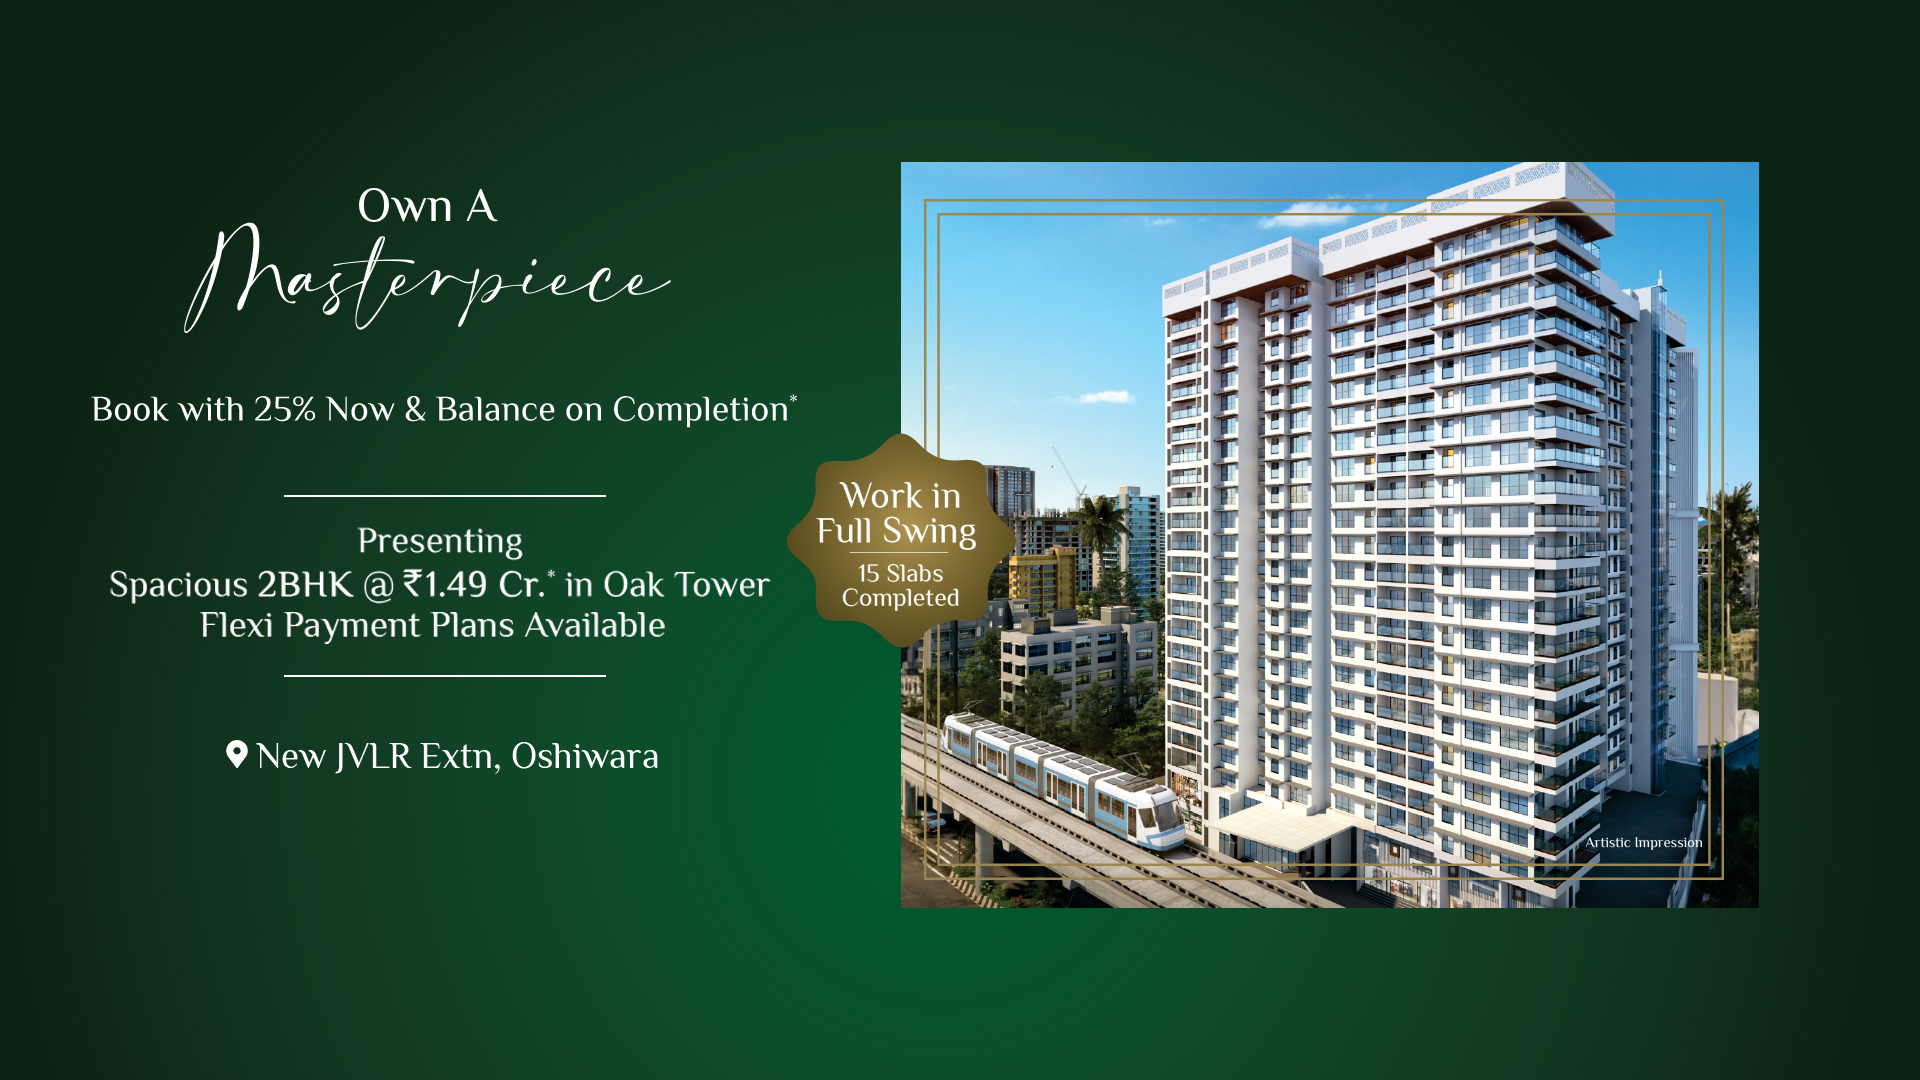 Own A
Masterpiece
Book with 25% Now & Balance on Completion*
Presenting
Spacious 2BHK @ ₹1.49 Cr.* in Oak Tower
Flexi Payment Plans Available
New JVLR Extn, Oshiwara
Work in
Full Swing
15 Slabs
Completed
Artistic Impression